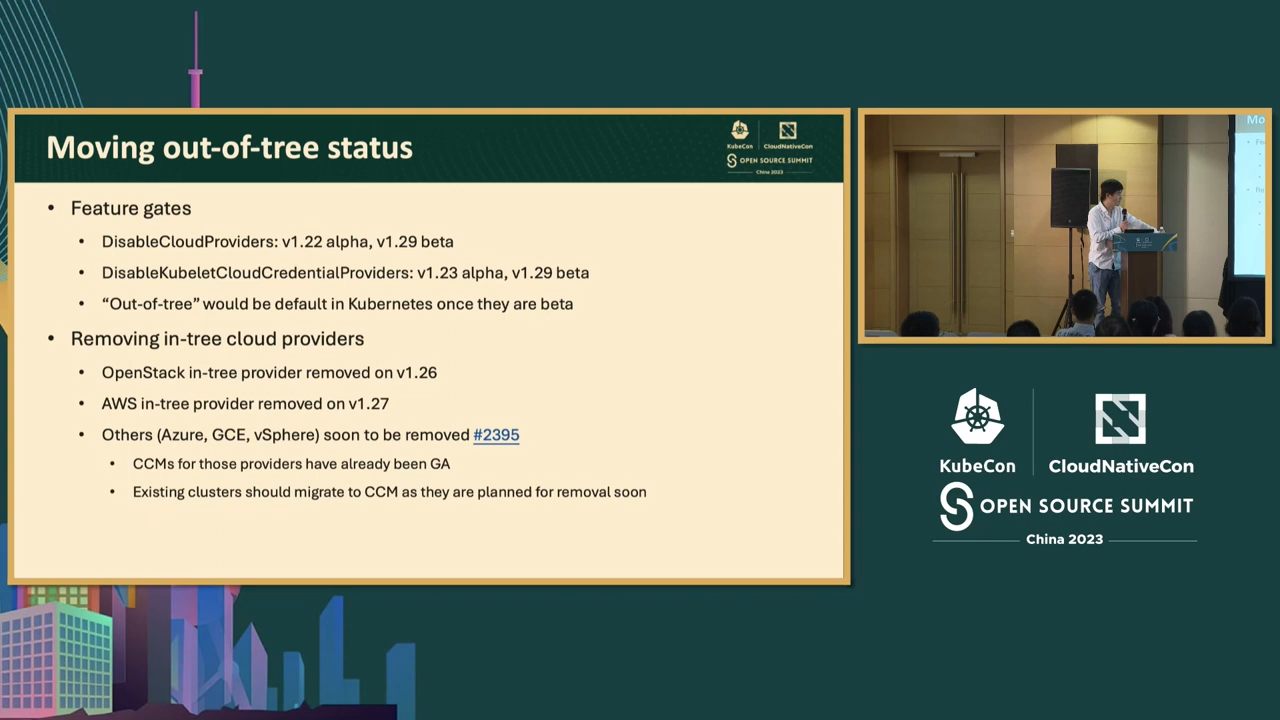 Moving out-of-tree status
KubeCon
CloudNativeCon
OPEN SOURCE SUMMIT
China 2023
• Feature gates
• DisableCloudProviders: v1.22 alpha, v1.29 beta
• DisableKubeletCloudCredentialProviders: v1.23 alpha, v1.29 beta
• “Out-of-tree” would be default in Kubernetes once they are beta
• Removing in-tree cloud providers
• OpenStack in-tree provider removed on v1.26
• AWS in-tree provider removed on v1.27
• Others (Azure, GCE, vSphere) soon to be removed #2395
• CCMs for those providers have already been GA
• Existing clusters should migrate to CCM as they are planned for removal soon
Mo
KubeCon
CloudNativeCon
OPEN SOURCE SUMMIT
China 2023